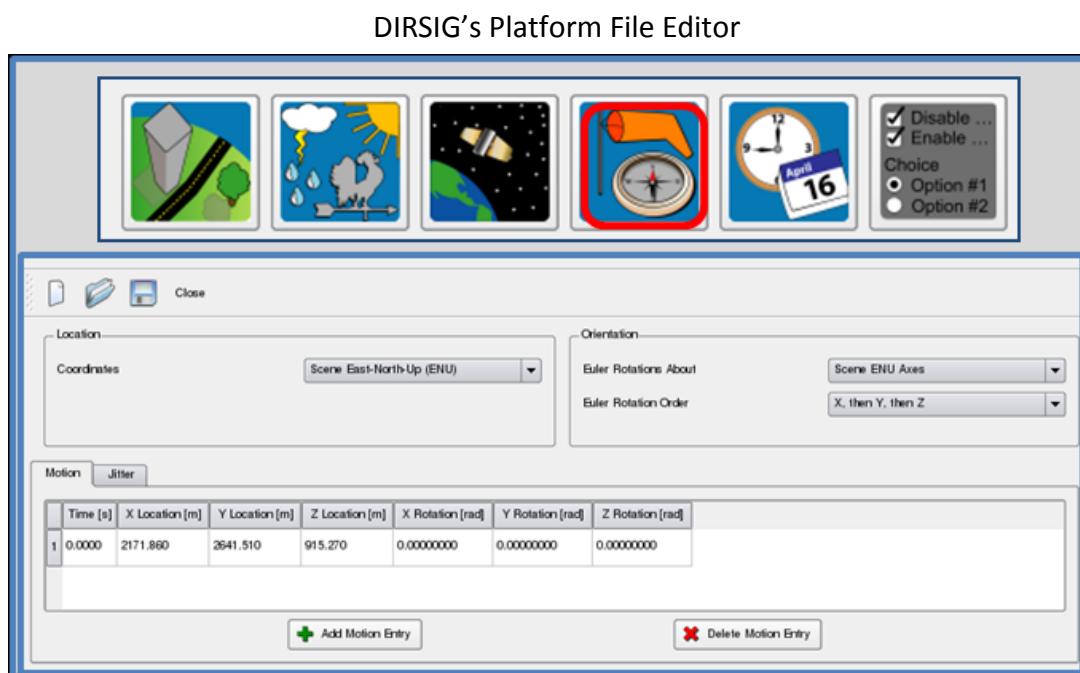 DIRSIG's Platform File Editor
12
3
9
April
16
Disable ...
Enable ...
Choice
Option #1
Option #2
Close
Location
Coordinates
Scene East-North-Up (ENU)
Orientation
Euler Rotations About
Scene ENU Axes
Euler Rotation Order
X, then Y, then Z
Motion
Jitter
Time [s] X Location [m] Y Location [m] Z Location [m] X Rotation [rad] Y Rotation [rad] Z Rotation [rad]
1 0.0000 2171.860 2641.510 915.270 0.00000000 0.00000000 0.00000000
Add Motion Entry
Delete Motion Entry